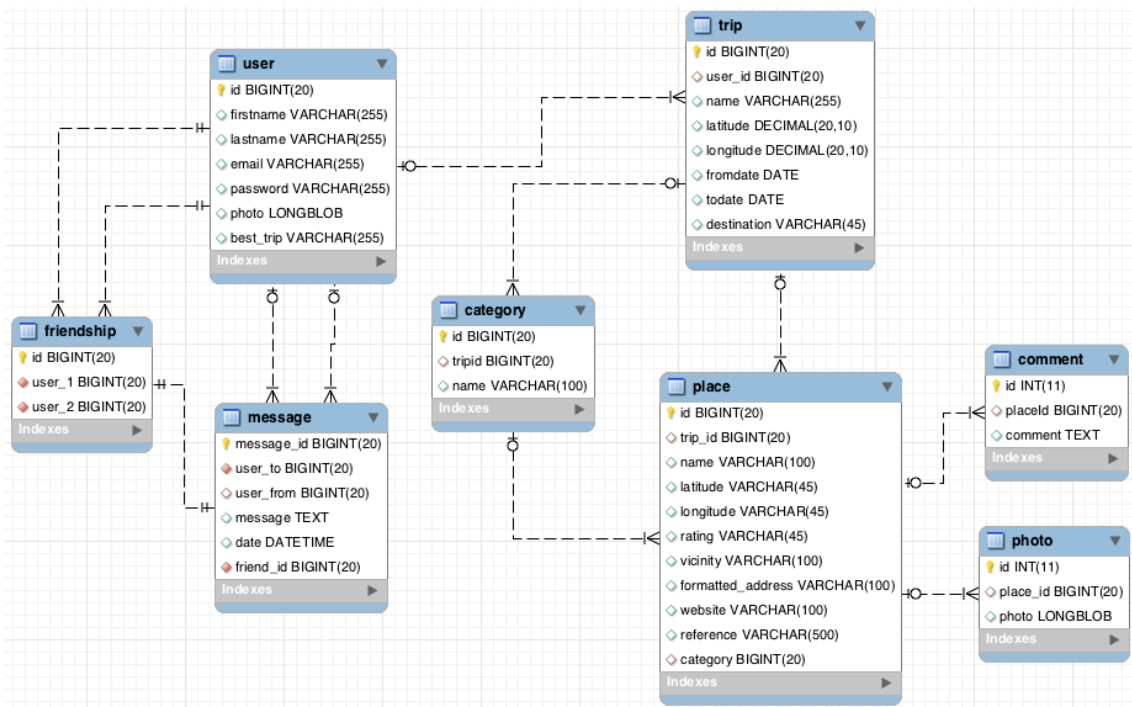 user
id BIGINT(20)
firstname VARCHAR(255)
lastname VARCHAR(255)
email VARCHAR(255)
password VARCHAR(255)
photo LONGBLOB
best_trip VARCHAR(255)
Indexes
trip
id BIGINT(20)
user_id BIGINT(20)
name VARCHAR(255)
latitude DECIMAL(20,10)
longitude DECIMAL(20,10)
fromdate DATE
todate DATE
destination VARCHAR(45)
Indexes
friendship
id BIGINT(20)
user_1 BIGINT(20)
user_2 BIGINT(20)
Indexes
message
message_id BIGINT(20)
user_to BIGINT(20)
user_from BIGINT(20)
message TEXT
date DATETIME
friend_id BIGINT(20)
Indexes
category
id BIGINT(20)
tripid BIGINT(20)
name VARCHAR(100)
Indexes
place
id BIGINT(20)
trip_id BIGINT(20)
name VARCHAR(100)
latitude VARCHAR(45)
longitude VARCHAR(45)
rating VARCHAR(45)
vicinity VARCHAR(100)
formatted_address VARCHAR(100)
website VARCHAR(100)
reference VARCHAR(500)
category BIGINT(20)
Indexes
comment
id INT(11)
placeId BIGINT(20)
comment TEXT
Indexes
photo
id INT(11)
place_id BIGINT(20)
photo LONGBLOB
Indexes